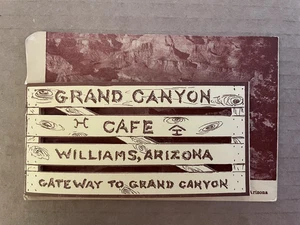 GRAND CANYON
CAFE
WILLIAMS, ARIZONA
GATEWAY TO GRAND CANYON